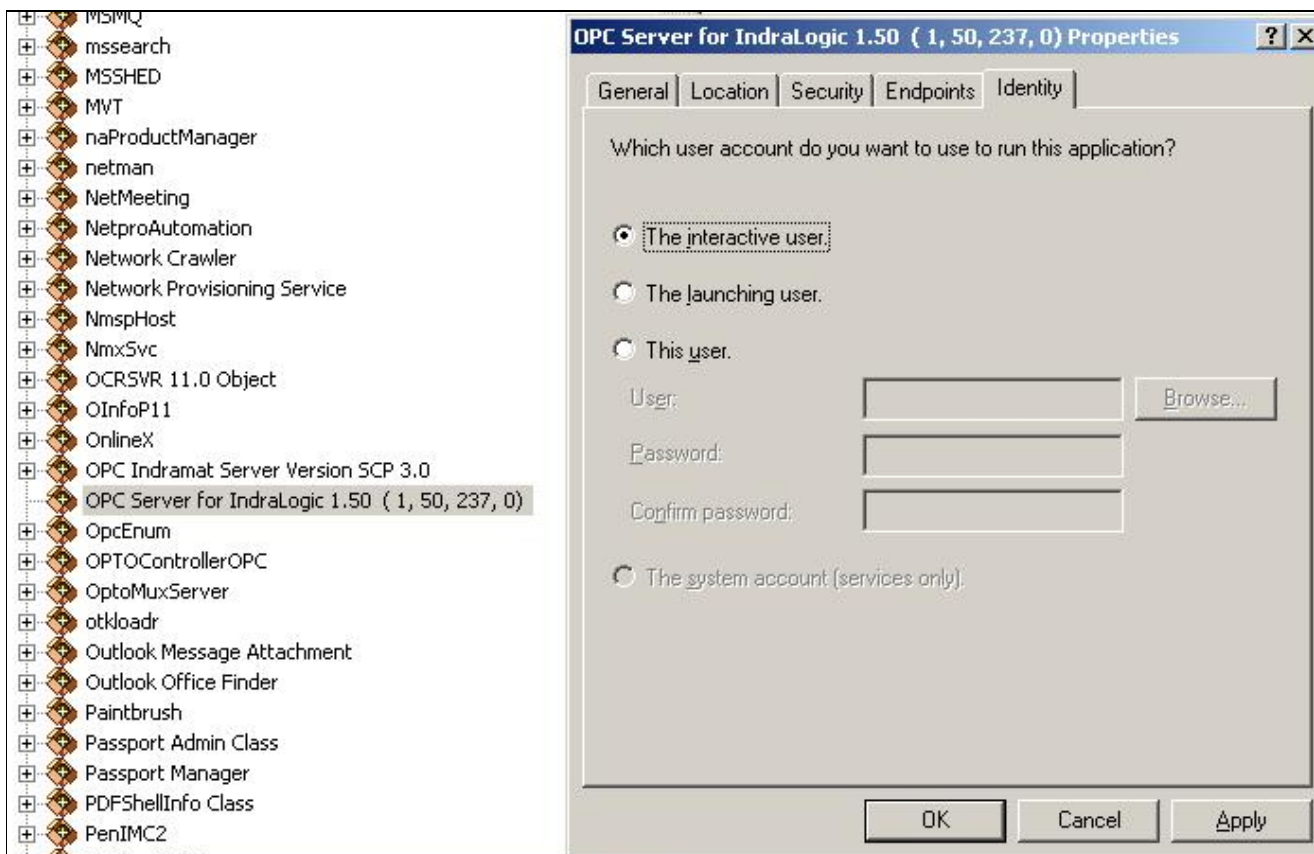 MSMQ
mssearch
MSSHED
MVT
naProductManager
netman
NetMeeting
NetproAutomation
Network Crawler
Network Provisioning Service
NmspHost
NmxSvc
OCRSVR 11.0 Object
OInfoP11
OnlineX
OPC Indramat Server Version SCP 3.0
OPC Server for IndraLogic 1.50 ( 1, 50, 237, 0)
OpcEnum
OPTOControllerOPC
OptoMuxServer
otkloadr
Outlook Message Attachment
Outlook Office Finder
Paintbrush
Passport Admin Class
Passport Manager
PDFShellInfo Class
PenIMC2
OPC Server for IndraLogic 1.50 ( 1, 50, 237, 0) Properties
General Location Security Endpoints Identity
Which user account do you want to use to run this application?
The interactive user.
The launching user.
This user.
User: Browse...
Password:
Confirm password:
The system account (services only).
OK Cancel Apply